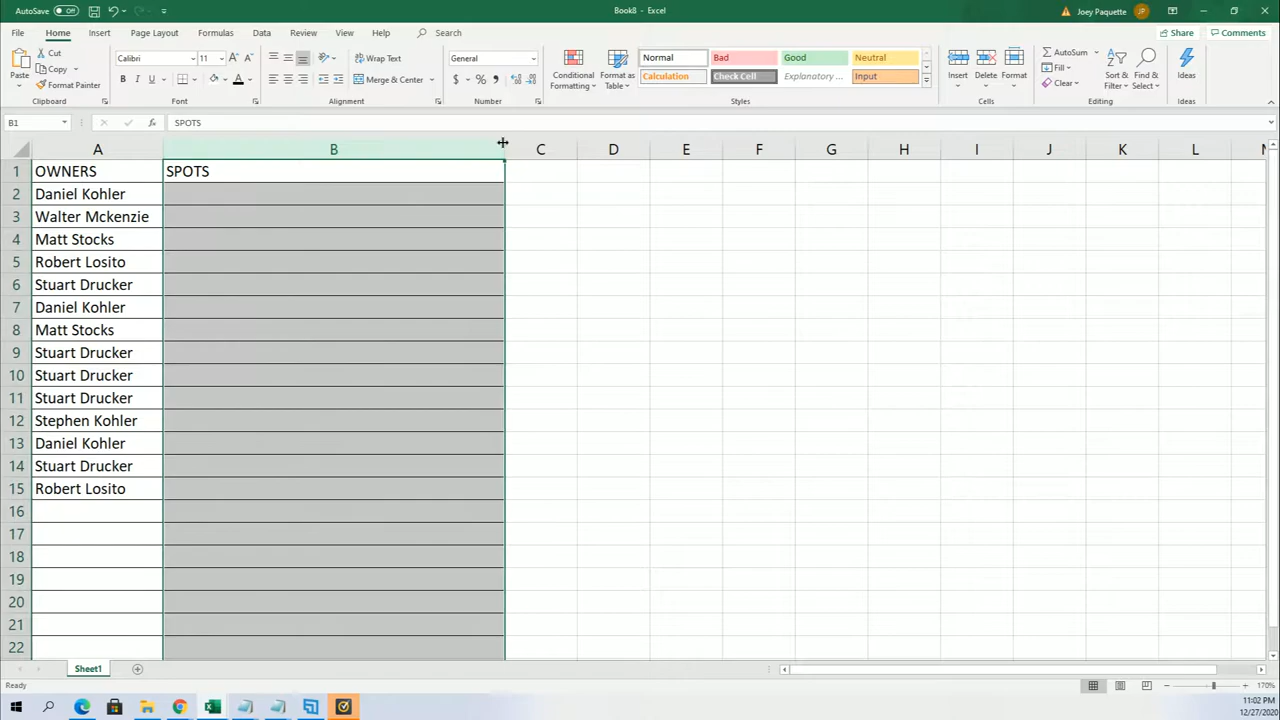 AutoSave Off
Book8 - Excel
Joey Paquette JP
File Home Insert Page Layout Formulas Data Review View Help Search
Share Comments
Paste
Cut
Copy
Format Painter
Clipboard
Calibri 11
B I U
Font
Wrap Text
Merge & Center
Alignment
General
$ % 9
Number
Conditional
Formatting
Format as
Table
Normal Bad Good Neutral
Calculation Check Cell Explanatory ... Input
Styles
Insert Delete Format
Cells
AutoSum
Fill
Clear
Sort &
Filter
Find &
Select
Editing
Ideas
Ideas
B1 fx SPOTS
A B C D E F G H I J K L
1 OWNERS SPOTS
2 Daniel Kohler
3 Walter Mckenzie
4 Matt Stocks
5 Robert Losito
6 Stuart Drucker
7 Daniel Kohler
8 Matt Stocks
9 Stuart Drucker
10 Stuart Drucker
11 Stuart Drucker
12 Stephen Kohler
13 Daniel Kohler
14 Stuart Drucker
15 Robert Losito
16
17
18
19
20
21
22
Sheet1
Ready
170%
11:02 PM
12/27/2020